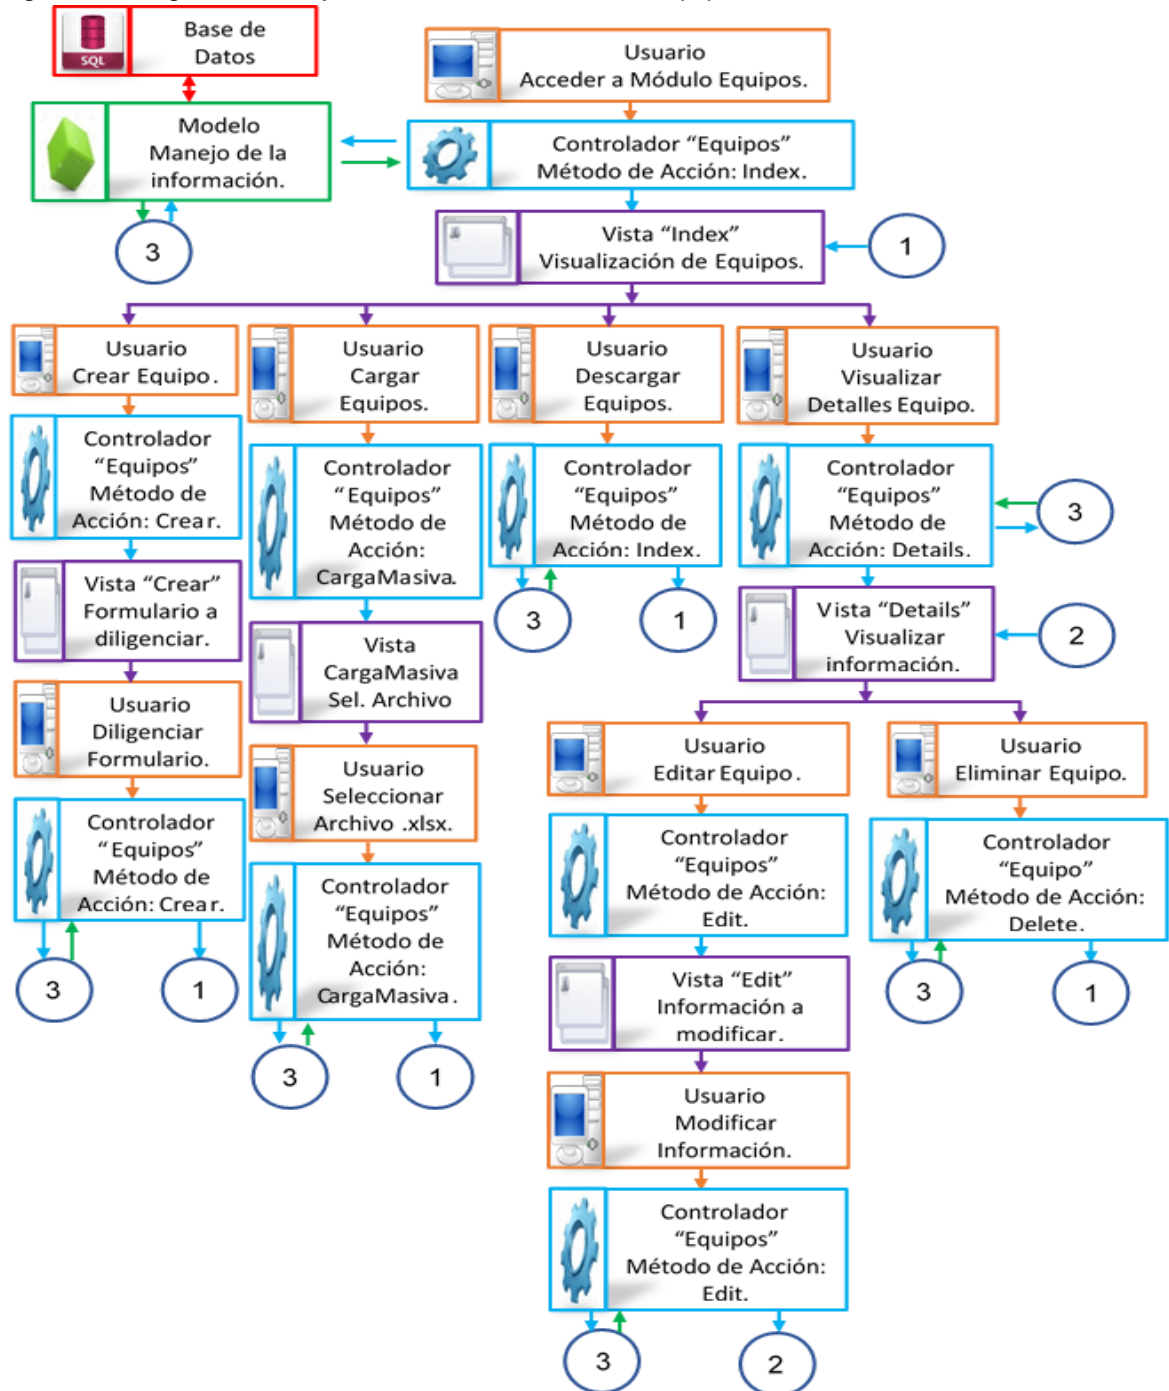 Base de
Datos
SQL
Usuario
Acceder a Módulo Equipos.
Modelo
Manejo de la
información.
Controlador “Equipos”
Método de Acción: Index.
3
Vista “Index”
Visualización de Equipos.
1
Usuario
Crear Equipo.
Usuario
Cargar
Equipos.
Usuario
Descargar
Equipos.
Usuario
Visualizar
Detalles Equipo.
Controlador
“Equipos”
Método de
Acción: Crear.
Controlador
“Equipos”
Método de
Acción:
CargaMasiva.
Controlador
“Equipos”
Método de
Acción: Index.
Controlador
“Equipos”
Método de
Acción: Details.
3
3
1
Vista “Crear”
Formulario a
diligenciar.
Vista
CargaMasiva
Sel. Archivo
Vista “Details”
Visualizar
información.
2
Usuario
Diligenciar
Formulario.
Usuario
Seleccionar
Archivo .xlsx.
Usuario
Editar Equipo.
Usuario
Eliminar Equipo.
Controlador
“Equipos”
Método de
Acción: Crear.
Controlador
“Equipos”
Método de
Acción:
CargaMasiva.
Controlador
“Equipos”
Método de Acción:
Edit.
Controlador
“Equipo”
Método de Acción:
Delete.
3
1
3
1
Vista “Edit”
Información a
modificar.
3
1
Usuario
Modificar
Información.
Controlador
“Equipos”
Método de Acción:
Edit.
3
2